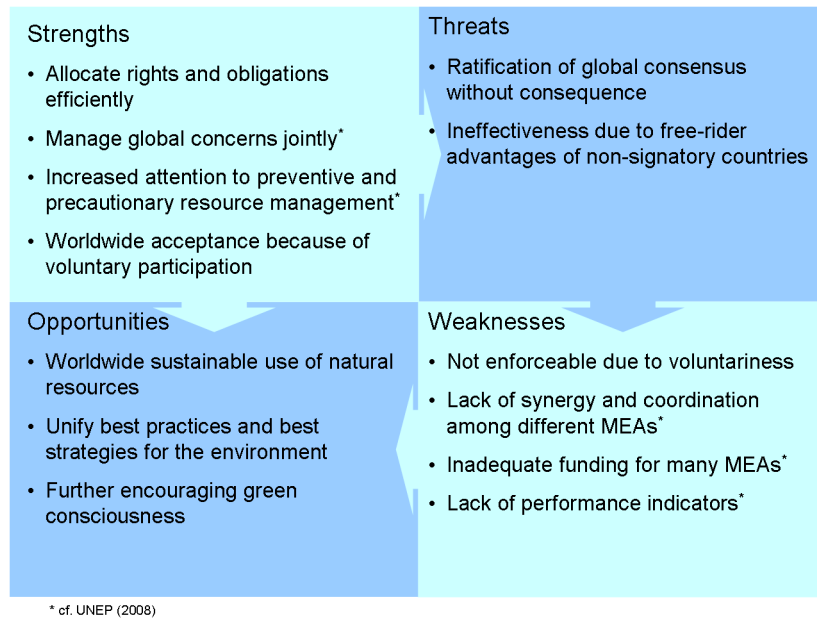 Strengths
• Allocate rights and obligations
efficiently
• Manage global concerns jointly*
• Increased attention to preventive and
precautionary resource management*
• Worldwide acceptance because of
voluntary participation
Threats
• Ratification of global consensus
without consequence
• Ineffectiveness due to free-rider
advantages of non-signatory countries
Opportunities
• Worldwide sustainable use of natural
resources
• Unify best practices and best
strategies for the environment
• Further encouraging green
consciousness
Weaknesses
• Not enforceable due to voluntariness
• Lack of synergy and coordination
among different MEAs*
• Inadequate funding for many MEAs*
• Lack of performance indicators*
* cf. UNEP (2008)